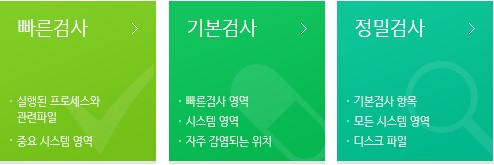 빠른검사
· 실행된 프로세스와
관련파일
· 중요 시스템 영역
기본검사
· 빠른검사 영역
· 시스템 영역
· 자주 감염되는 위치
정밀검사
· 기본검사 항목
· 모든 시스템 영역
· 디스크 파일